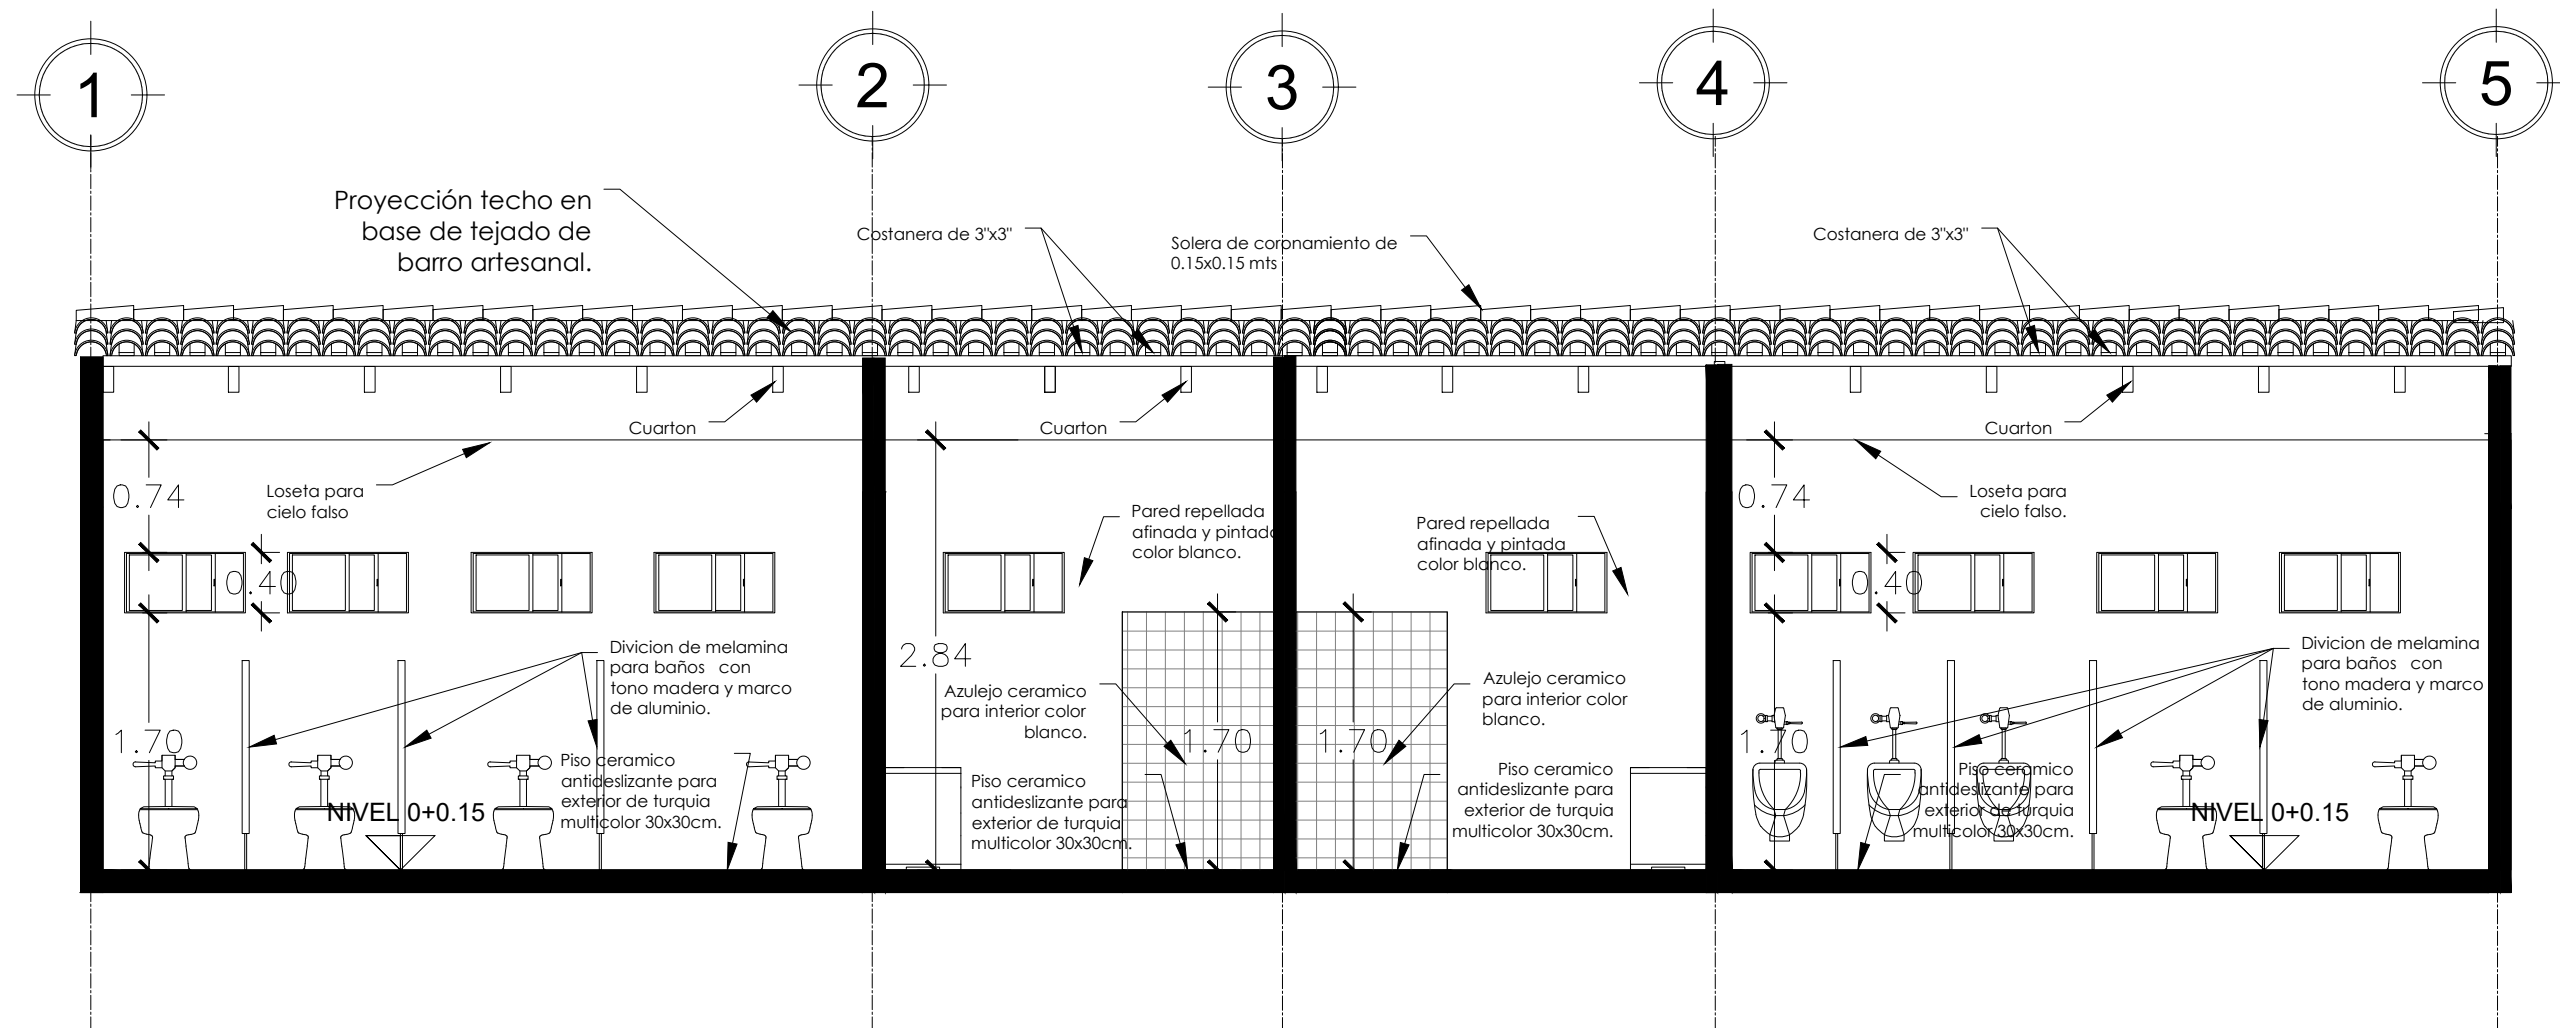 1
2
3
4
5
Proyección techo en
base de tejado de
barro artesanal.
Costanera de 3"x3"
Solera de coronamiento de
0.15x0.15 mts
Costanera de 3"x3"
Cuarton
Cuarton
Cuarton
0.74
Loseta para
cielo falso
0.40
1.70
Divicion de melamina
para baños con
tono madera y marco
de aluminio.
Piso ceramico
antideslizante para
exterior de turquia
multicolor 30x30cm.
NIVEL 0+0.15
2.84
Pared repellada
afinada y pintada
color blanco.
Azulejo ceramico
para interior color
blanco.
1.70
Piso ceramico
antideslizante para
exterior de turquia
multicolor 30x30cm.
Pared repellada
afinada y pintada
color blanco.
1.70
Azulejo ceramico
para interior color
blanco.
Piso ceramico
antideslizante para
exterior de turquia
multicolor 30x30cm.
0.74
Loseta para
cielo falso.
0.40
1.70
Divicion de melamina
para baños con
tono madera y marco
de aluminio.
Piso ceramico
antideslizante para
exterior de turquia
multicolor 30x30cm.
NIVEL 0+0.15